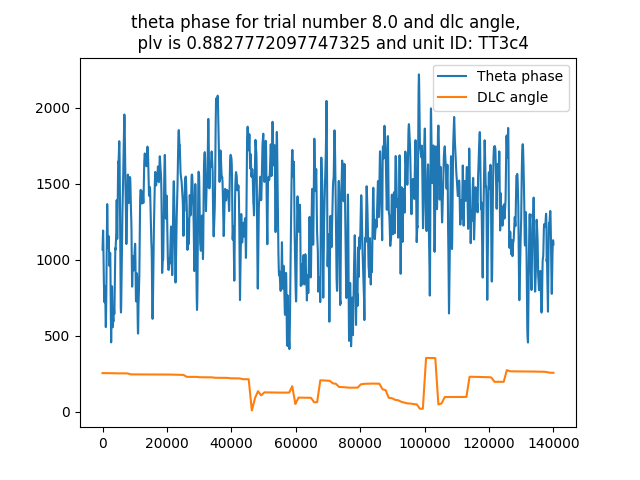 theta phase for trial number 8.0 and dlc angle,
plv is 0.8827772097747325 and unit ID: TT3c4
Theta phase
DLC angle
2000
1500
1000
500
0
0 20000 40000 60000 80000 100000 120000 140000